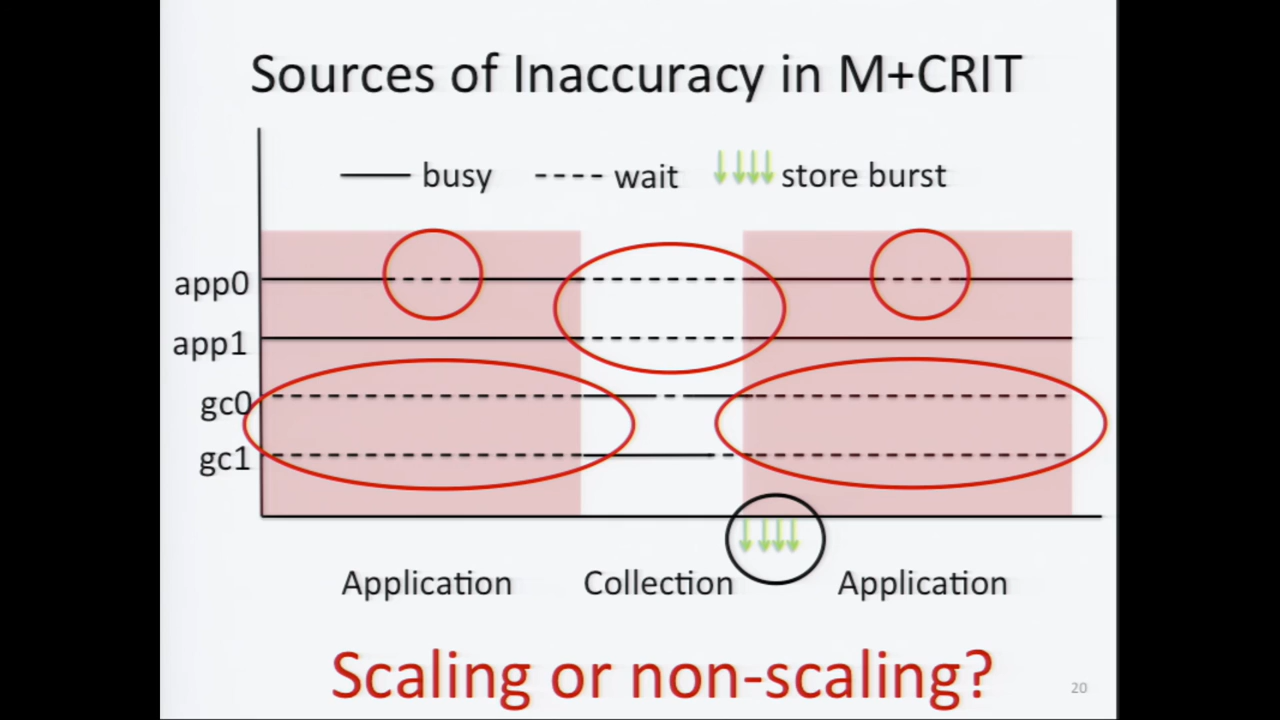 Sources of Inaccuracy in M+CRIT
busy wait store burst
app0
app1
gc0
gc1
Application Collection Application
Scaling or non-scaling?
20